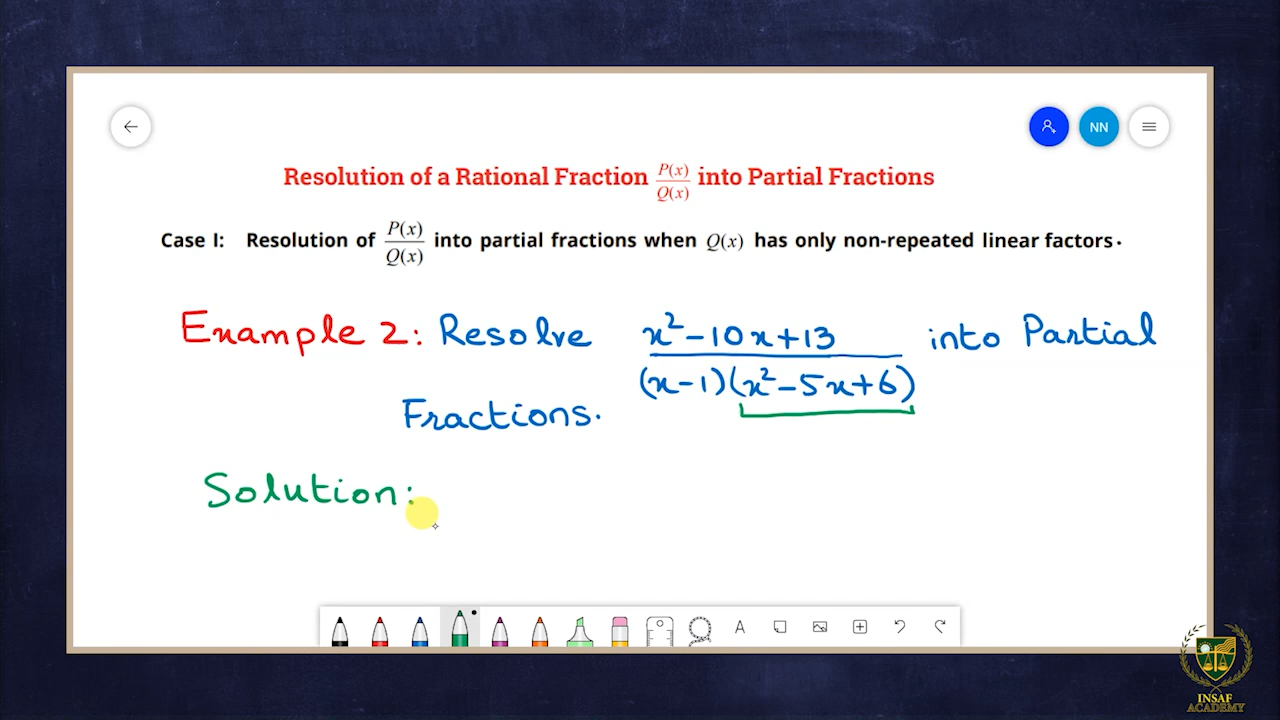 NN
Resolution of a Rational Fraction P(x)/Q(x) into Partial Fractions
Case I: Resolution of P(x)/Q(x) into partial fractions when Q(x) has only non-repeated linear factors.
Example 2: Resolve x²-10x+13/(x-1)(x²-5x+6) into Partial
Fractions.
Solution:
A
INSAF
ACADEMY